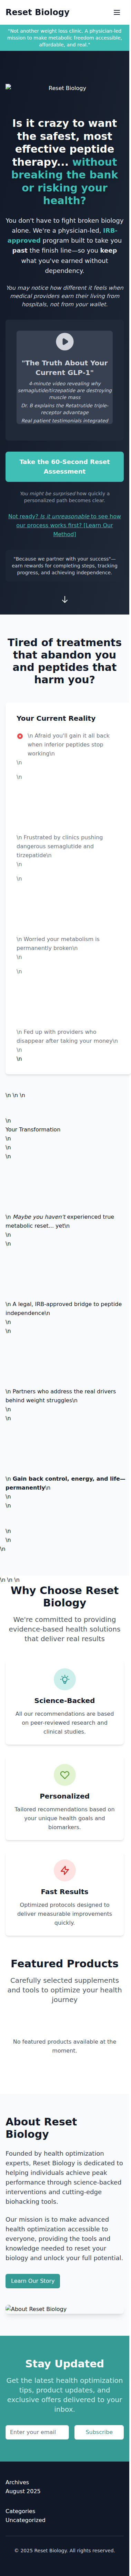 Reset Biology
"Not another weight loss clinic. A physician-led
mission to make metabolic freedom accessible,
affordable, and real."
Reset Biology
Is it crazy to want
the safest, most
effective peptide
therapy... without
breaking the bank
or risking your
health?
You don't have to fight broken biology
alone. We're a physician-led, IRB-
approved program built to take you
past the finish line—so you keep
what you've earned without
dependency.
You may notice how different it feels when
medical providers earn their living from
hospitals, not from your wallet.
"The Truth About Your
Current GLP-1"
4-minute video revealing why
semaglutide/tirzepatide are destroying
muscle mass
Dr. B explains the Retatrutide triple-
receptor advantage
Real patient testimonials integrated
Take the 60-Second Reset
Assessment
You might be surprised how quickly a
personalized path becomes clear.
Not ready? Is it unreasonable to see how
our process works first? [Learn Our
Method]
"Because we partner with your success"—
earn rewards for completing steps, tracking
progress, and achieving independence.
Tired of treatments
that abandon you
and peptides that
harm you?
Your Current Reality
\n Afraid you'll gain it all back
when inferior peptides stop
working\n
\n
\n
\n Frustrated by clinics pushing
dangerous semaglutide and
tirzepatide\n
\n
\n
\n Worried your metabolism is
permanently broken\n
\n
\n
\n Fed up with providers who
disappear after taking your money\n
\n
\n
\n \n \n
\n
Your Transformation
\n
\n
\n
\n Maybe you haven't experienced true
metabolic reset... yet\n
\n
\n
\n A legal, IRB-approved bridge to peptide
independence\n
\n
\n
\n Partners who address the real drivers
behind weight struggles\n
\n
\n
\n Gain back control, energy, and life—
permanently\n
\n
\n
\n
\n
\n
\n \n \n
Why Choose Reset
Biology
We're committed to providing
evidence-based health solutions
that deliver real results
Science-Backed
All our recommendations are based
on peer-reviewed research and
clinical studies.
Personalized
Tailored recommendations based on
your unique health goals and
biomarkers.
Fast Results
Optimized protocols designed to
deliver measurable improvements
quickly.
Featured Products
Carefully selected supplements
and tools to optimize your health
journey
No featured products available at the
moment.
About Reset
Biology
Founded by health optimization
experts, Reset Biology is dedicated to
helping individuals achieve peak
performance through science-backed
interventions and cutting-edge
biohacking tools.
Our mission is to make advanced
health optimization accessible to
everyone, providing the tools and
knowledge needed to reset your
biology and unlock your full potential.
Learn Our Story
About Reset Biology
Stay Updated
Get the latest health optimization
tips, product updates, and
exclusive offers delivered to your
inbox.
Enter your email
Subscribe
Archives
August 2025
Categories
Uncategorized
© 2025 Reset Biology. All rights reserved.